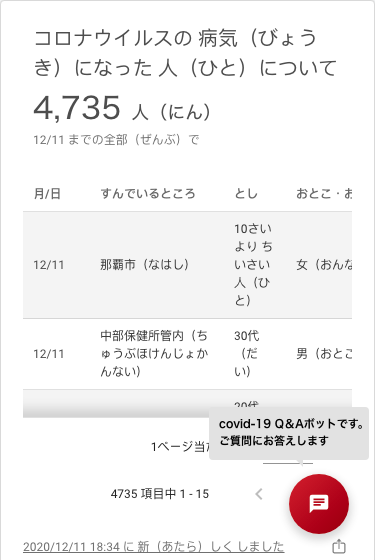 コロナウイルスの 病気（びょう
き）になった 人（ひと）について
4,735 人（にん）
12/11 までの全部（ぜんぶ）で
月/日 すんでいるところ とし おとこ・お
12/11 那覇市（なはし） 10さい
より ち
いさい
人（ひ
と） 女（おんな
12/11 中部保健所管内（ち
ゅうぶほけんじょか
んない） 30代
（だ
い） 男（おとこ
20代
covid-19 Q&Aボットです。
ご質問にお答えします
1ページ当た
4735 項目中 1 - 15
2020/12/11 18:34 に 新（あたら）しく しました